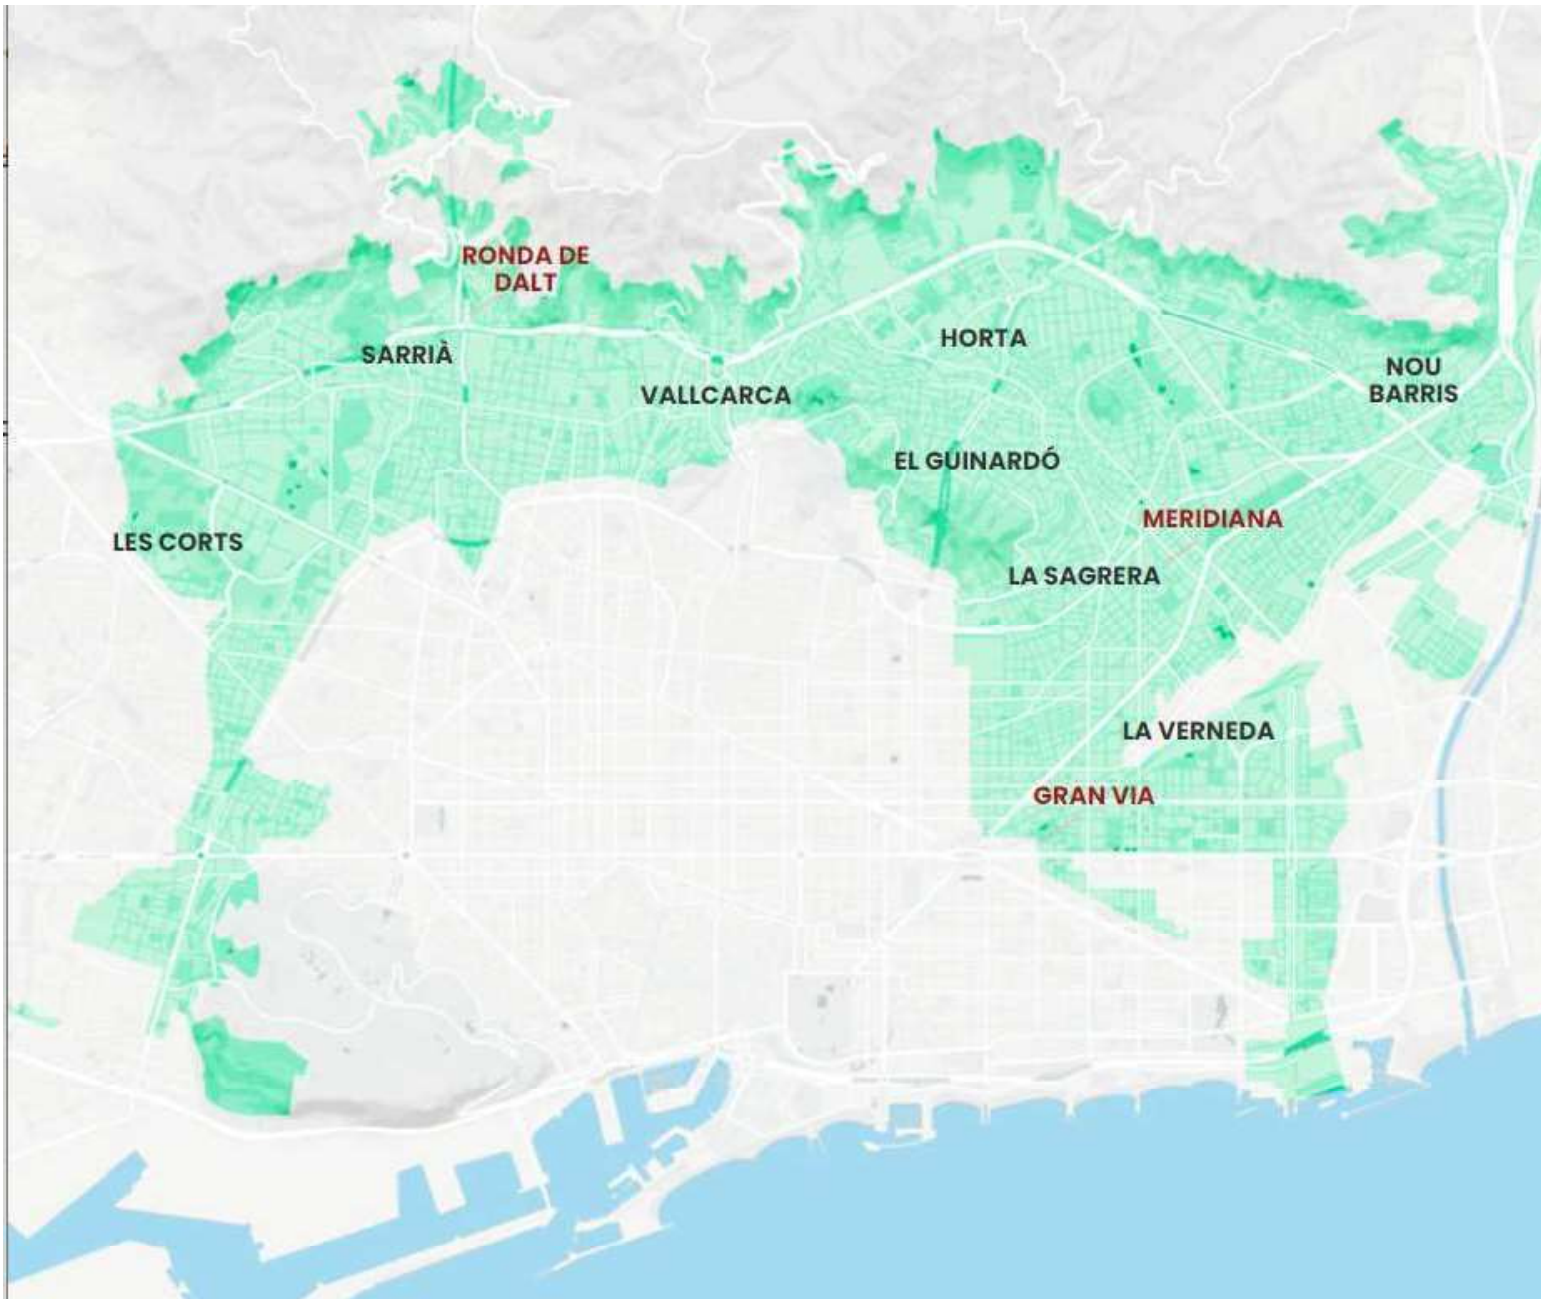 RONDA DE
DALT
HORTA
SARRIÀ
NOU
BARRIS
VALLCARCA
EL GUINARDÓ
MERIDIANA
LES CORTS
LA SAGRERA
LA VERNEDA
GRAN VIA